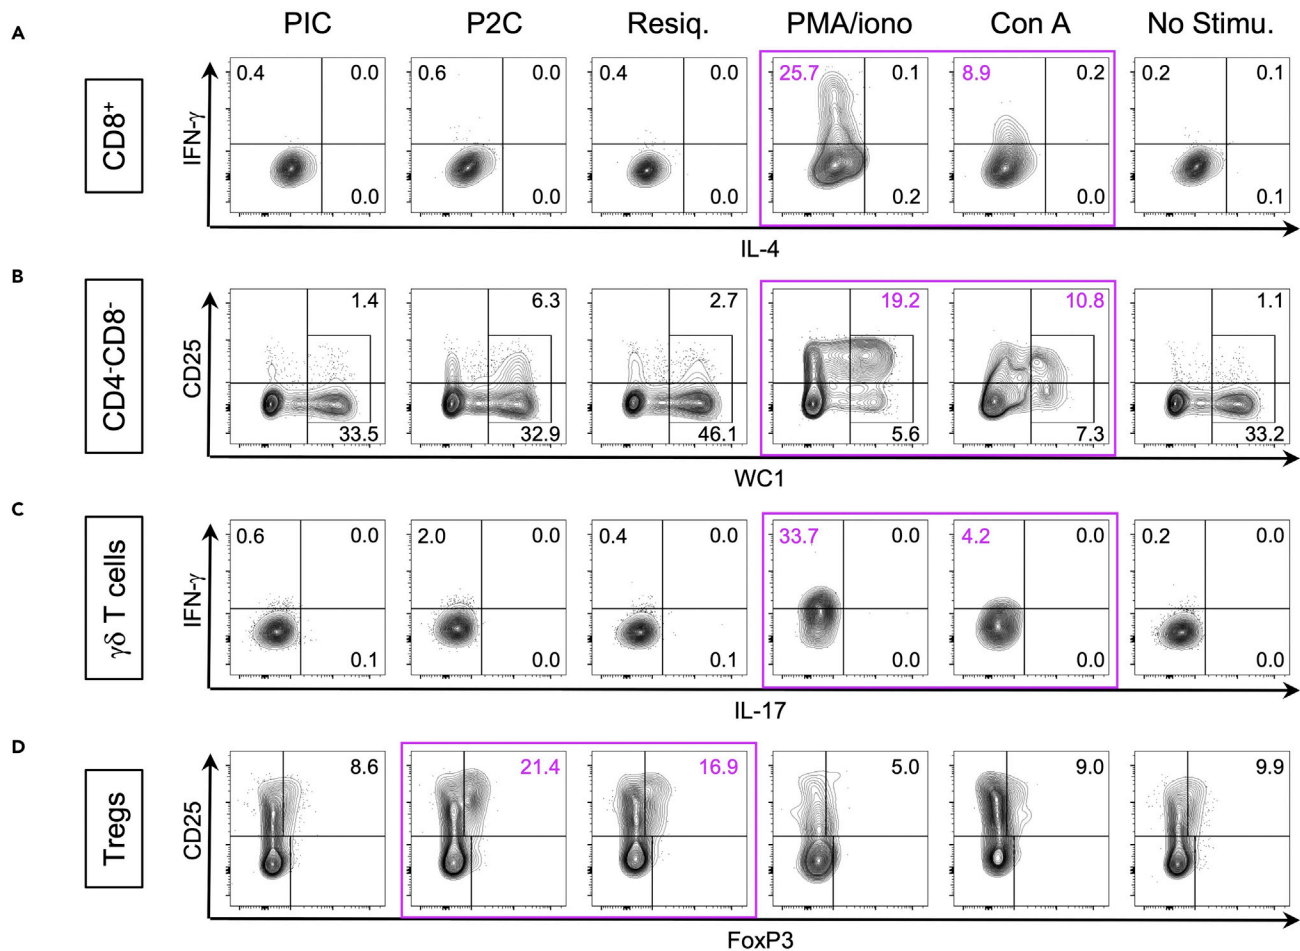 PIC P2C Resiq. PMA/iono Con A No Stimu.
A
CD8⁺
IFN-γ
0.4 0.0 0.6 0.0 0.4 0.0 25.7 0.1 8.9 0.2 0.2 0.1
0.0 0.0 0.0 0.2 0.0 0.1
IL-4
B
CD4⁻CD8⁻
CD25
1.4 6.3 2.7 19.2 10.8 1.1
33.5 32.9 46.1 5.6 7.3 33.2
WC1
C
γδ T cells
IFN-γ
0.6 0.0 2.0 0.0 0.4 0.0 33.7 0.0 4.2 0.0 0.2 0.0
0.1 0.0 0.1 0.0 0.0 0.0
IL-17
D
Tregs
CD25
8.6 21.4 16.9 5.0 9.0 9.9
FoxP3